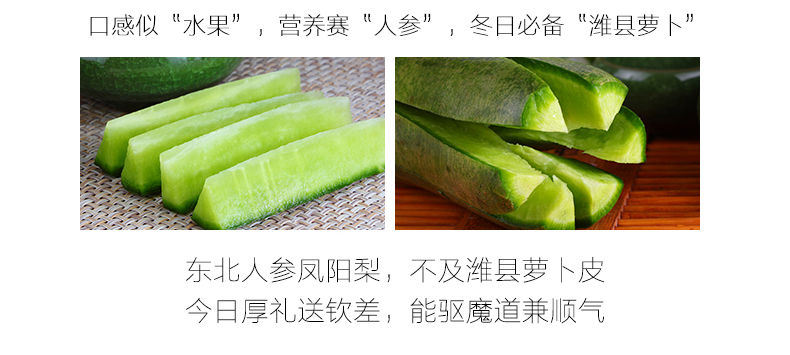 口感似“水果”，营养赛“人参”，冬日必备“潍县萝卜”
东北人参凤阳梨，不及潍县萝卜皮
今日厚礼送钦差，能驱魔道兼顺气